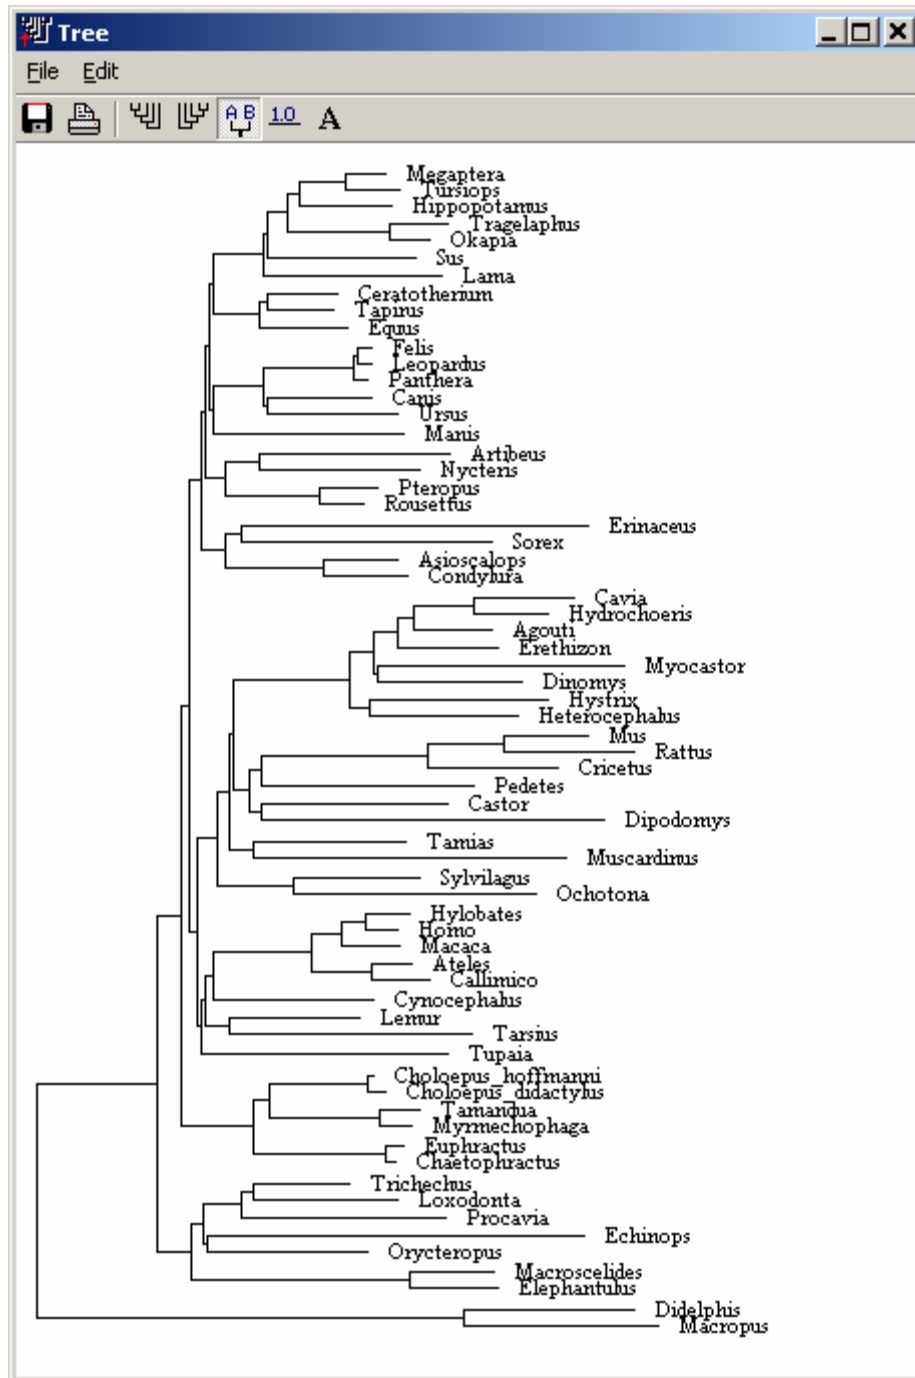 Tree
File Edit
A B 1.0 A
Megaptera
Tursiops
Hippopotamus
Tragelaphus
Okapia
Sus
Lama
Ceratotherium
Tapirus
Equus
Felis
Leopardus
Panthera
Canis
Ursus
Manis
Artibeus
Nycteris
Pteropus
Rousettus
Erinaceus
Sorex
Asioscalops
Condylura
Cavia
Hydrochoeris
Agouti
Erethizon
Myocastor
Dinomys
Hystrix
Heterocephalus
Mus
Rattus
Cricetus
Pedetes
Castor
Dipodomys
Tamias
Muscardinus
Sylvilagus
Ochotona
Hylobates
Homo
Macaca
Ateles
Callimico
Cynocephalus
Lemur
Tarsius
Tupaia
Choloepus_hoffmanni
Choloepus_didactylus
Tamandua
Myrmechophaga
Euphractus
Chaetophractus
Trichechus
Loxodonta
Procavia
Echinops
Orycteropus
Macroscelides
Elephantulus
Didelphis
Macropus